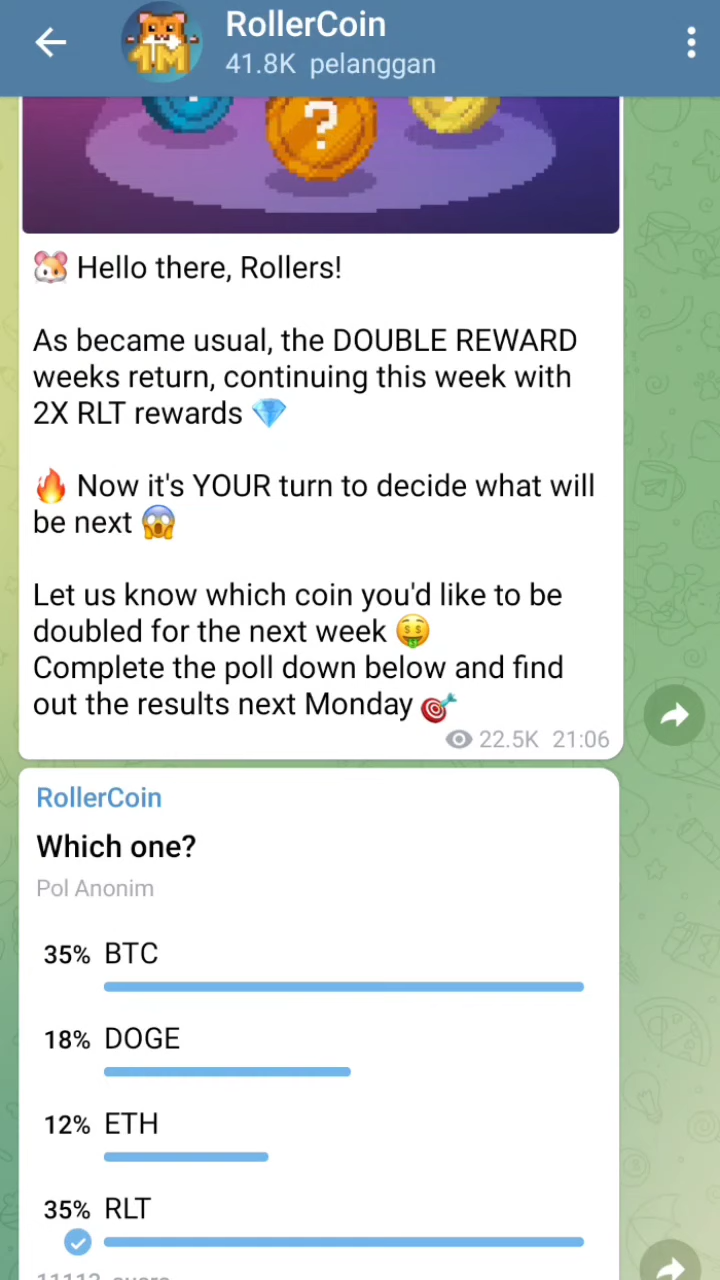 RollerCoin
41.8K pelanggan
1M
?
🐹 Hello there, Rollers!
As became usual, the DOUBLE REWARD
weeks return, continuing this week with
2X RLT rewards 💎
🔥 Now it's YOUR turn to decide what will
be next 😱
Let us know which coin you'd like to be
doubled for the next week 🤑
Complete the poll down below and find
out the results next Monday 🎯
22.5K 21:06
RollerCoin
Which one?
Pol Anonim
35% BTC
18% DOGE
12% ETH
35% RLT